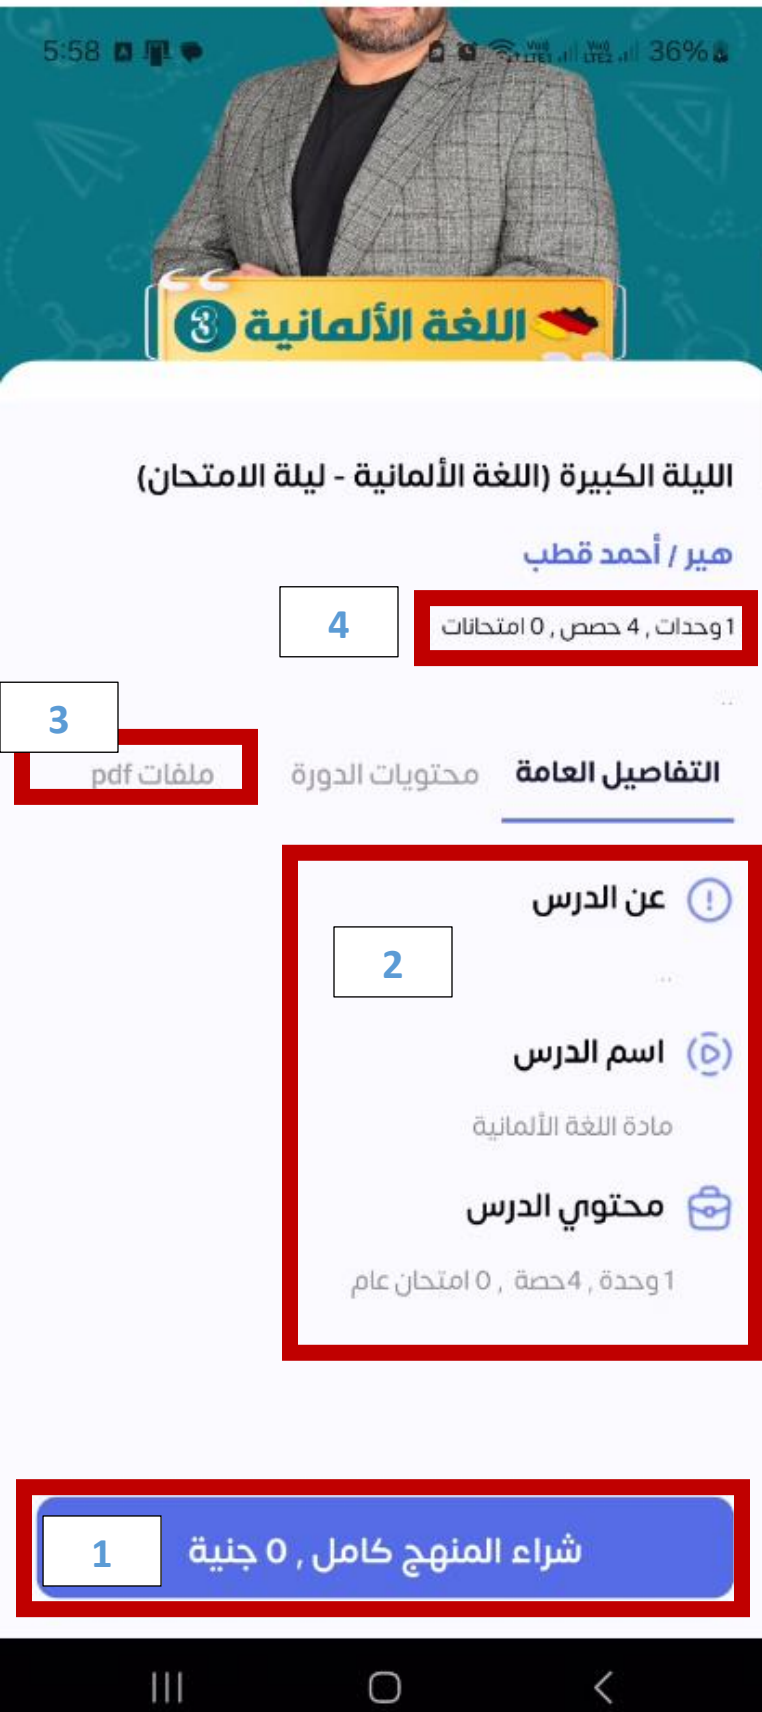 5:58
36%
اللغة الألمانية 3
الليلة الكبيرة (اللغة الألمانية - ليلة الامتحان)
هير / أحمد قطب
4
1 وحدات , 4 حصص , 0 امتحانات
..
3
التفاصيل العامة
محتويات الدورة
ملفات pdf
عن الدرس
2
..
اسم الدرس
مادة اللغة الألمانية
محتوي الدرس
1 وحدة , 4حصة , 0 امتحان عام
شراء المنهج كامل , 0 جنية
1